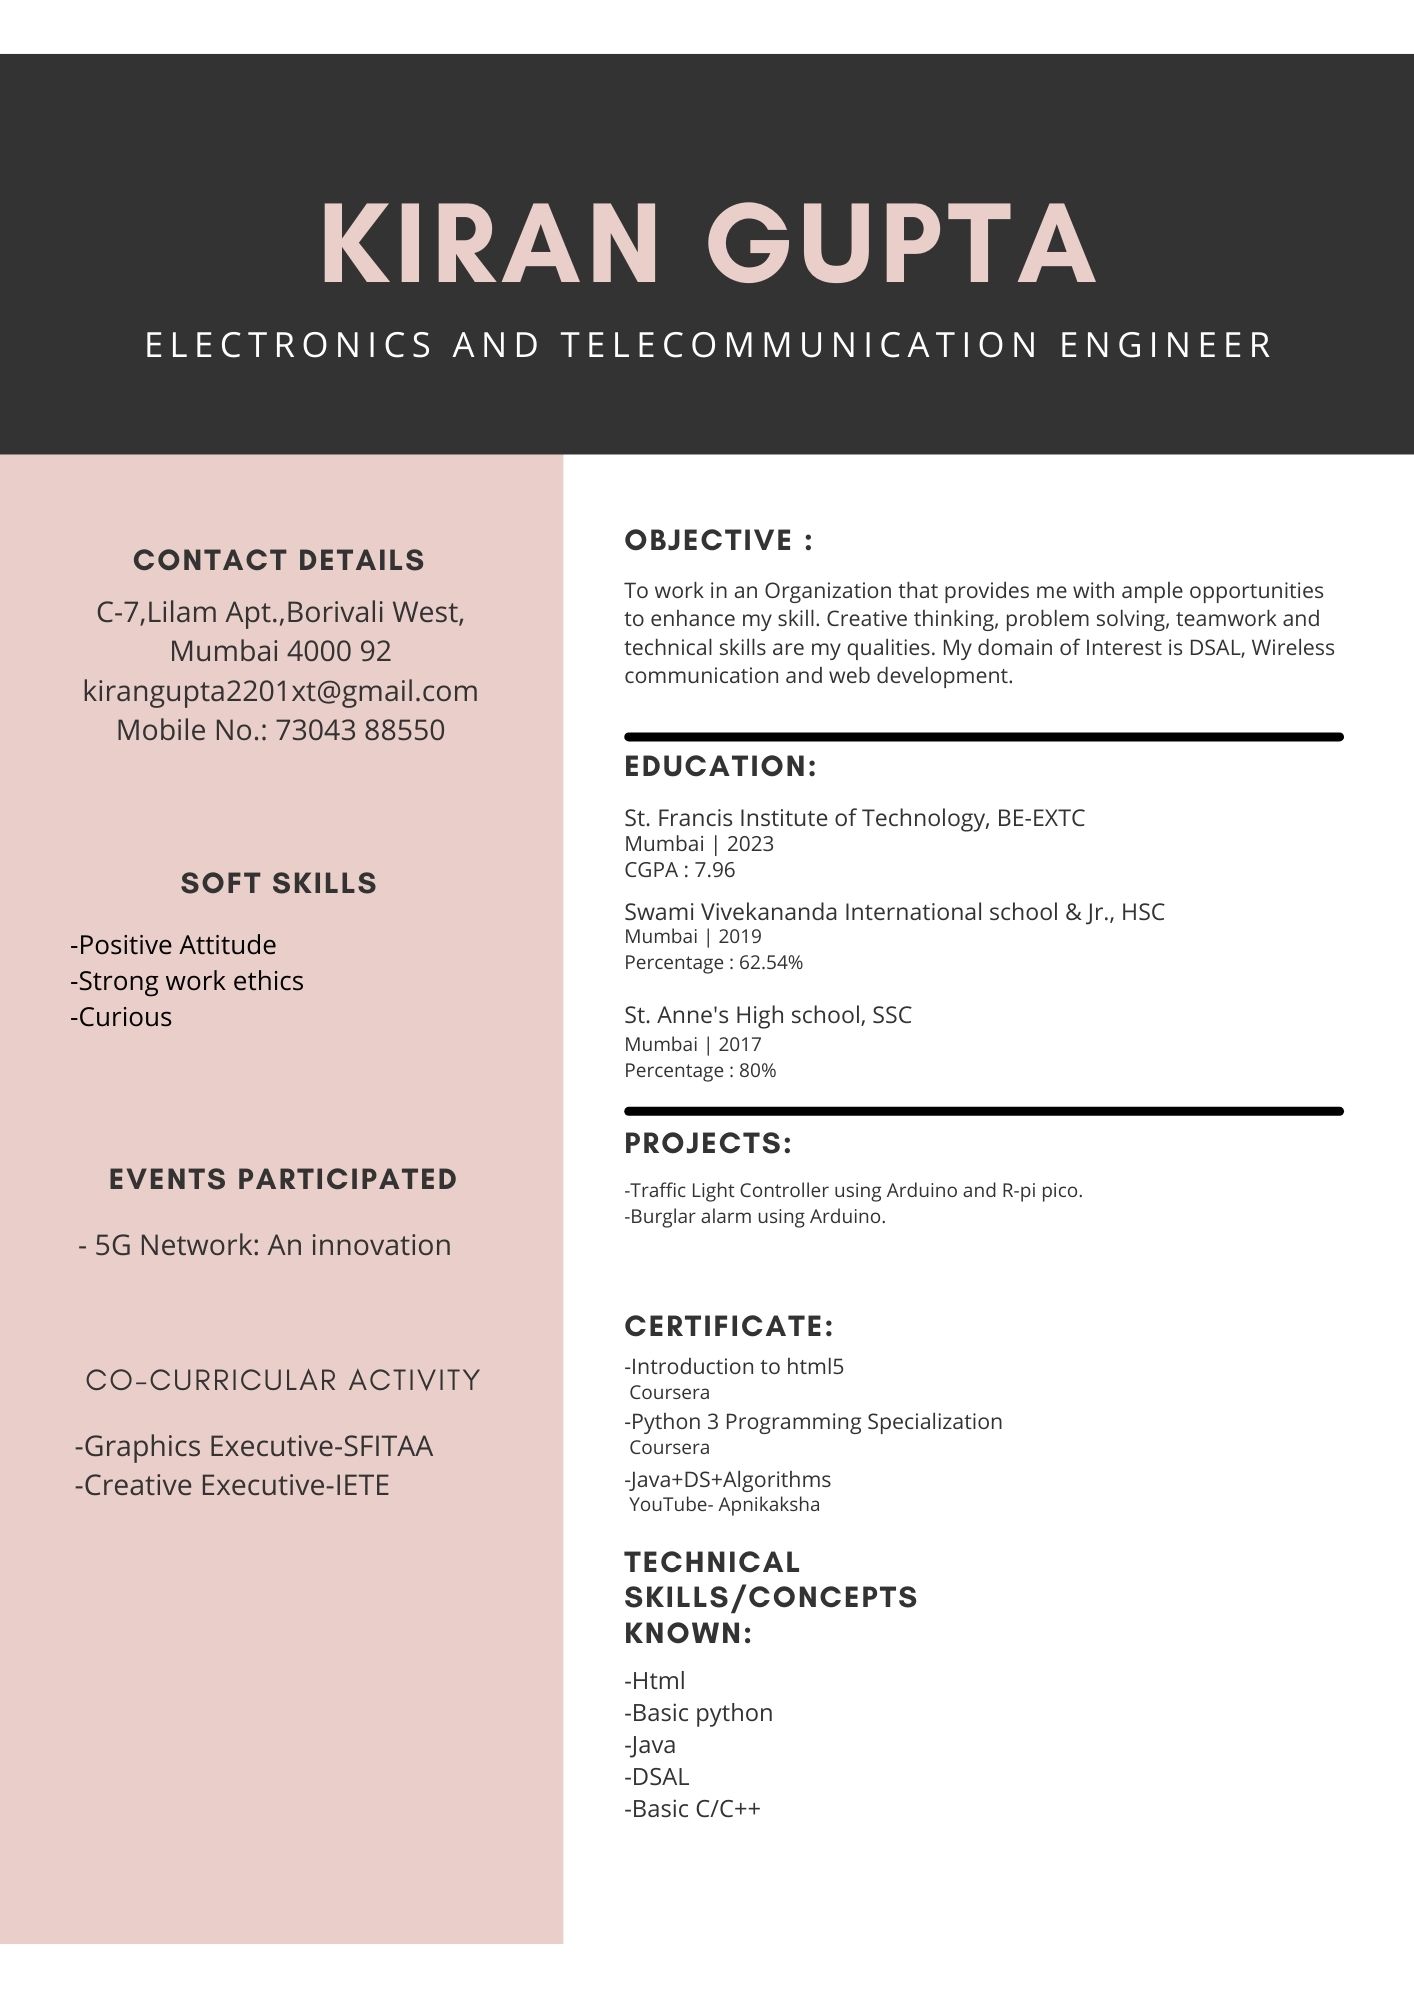 KIRAN GUPTA
ELECTRONICS AND TELECOMMUNICATION ENGINEER
CONTACT DETAILS
C-7,Lilam Apt.,Borivali West,
Mumbai 4000 92
kirangupta2201xt@gmail.com
Mobile No.: 73043 88550
SOFT SKILLS
-Positive Attitude
-Strong work ethics
-Curious
EVENTS PARTICIPATED
- 5G Network: An innovation
CO-CURRICULAR ACTIVITY
-Graphics Executive-SFITAA
-Creative Executive-IETE
OBJECTIVE :
To work in an Organization that provides me with ample opportunities
to enhance my skill. Creative thinking, problem solving, teamwork and
technical skills are my qualities. My domain of Interest is DSAL, Wireless
communication and web development.
EDUCATION:
St. Francis Institute of Technology, BE-EXTC
Mumbai | 2023
CGPA : 7.96
Swami Vivekananda International school & Jr., HSC
Mumbai | 2019
Percentage : 62.54%
St. Anne's High school, SSC
Mumbai | 2017
Percentage : 80%
PROJECTS:
-Traffic Light Controller using Arduino and R-pi pico.
-Burglar alarm using Arduino.
CERTIFICATE:
-Introduction to html5
Coursera
-Python 3 Programming Specialization
Coursera
-Java+DS+Algorithms
YouTube- Apnikaksha
TECHNICAL
SKILLS/CONCEPTS
KNOWN:
-Html
-Basic python
-Java
-DSAL
-Basic C/C++